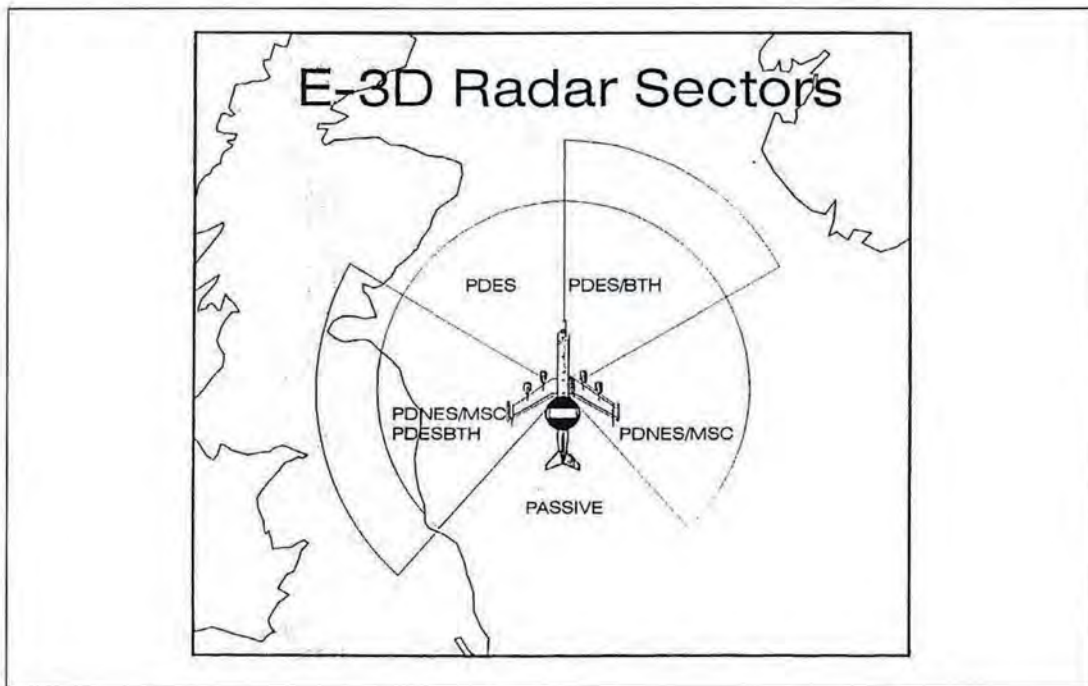 E-3D Radar Sectors
PDES
PDES/BTH
PDNES/MSC
PDESBTH
PDNES/MSC
PASSIVE